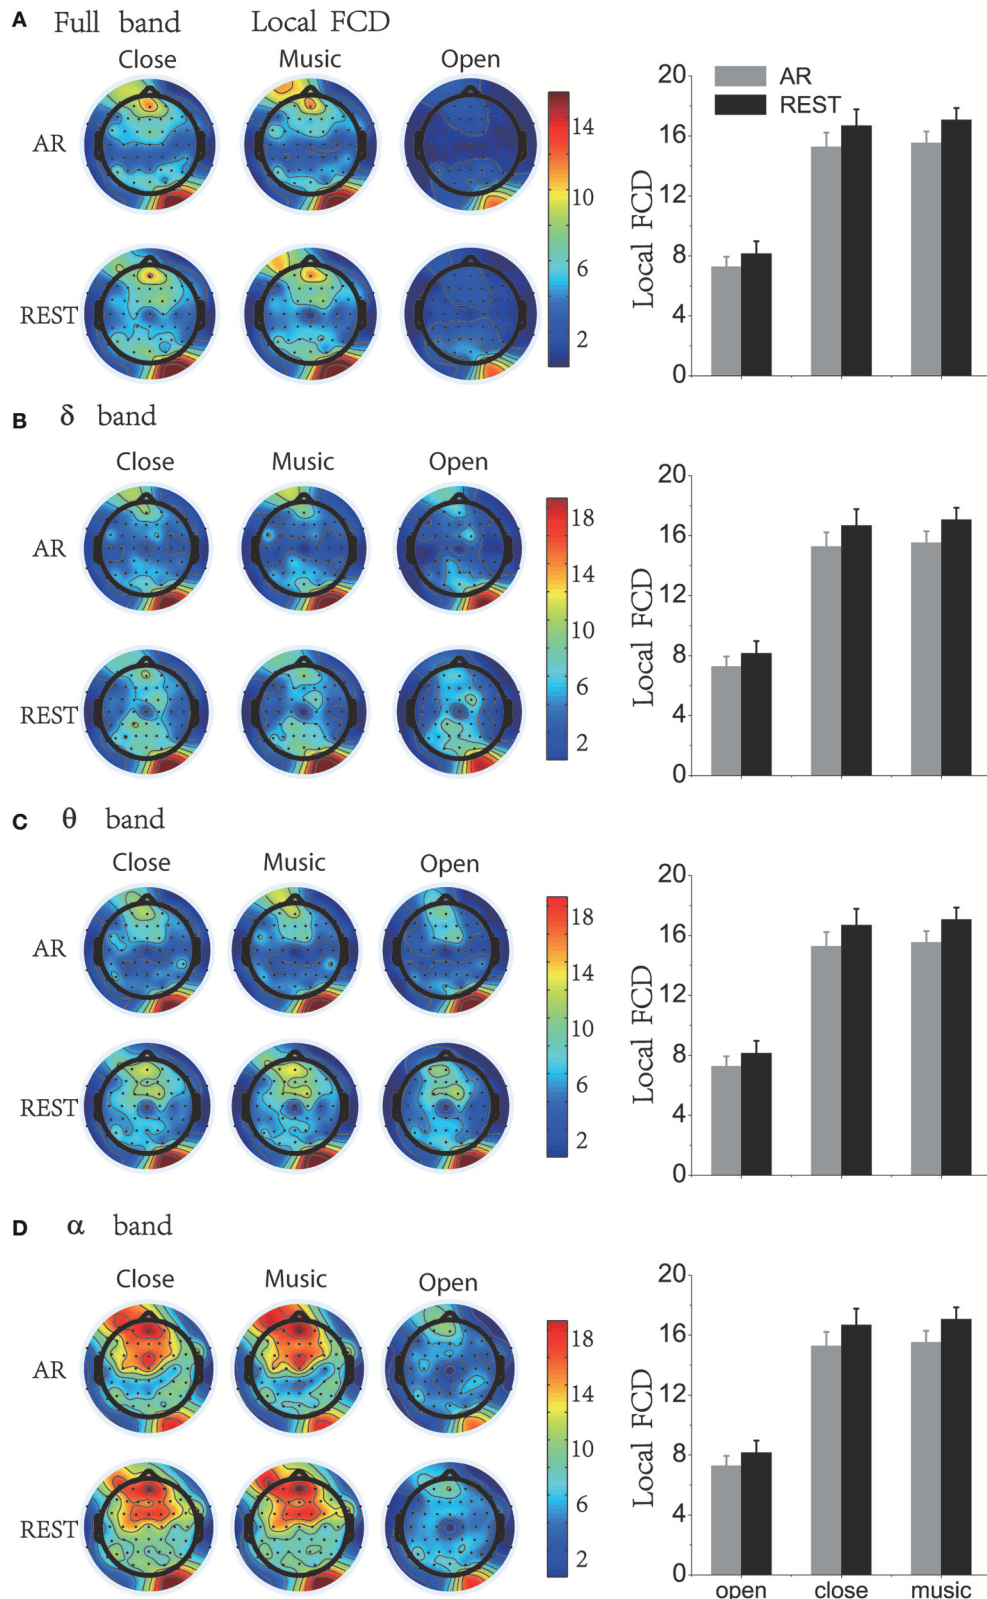 A Full band Local FCD
Close Music Open
AR
REST
14
10
6
2
20
16
12
8
4
0
Local FCD
AR
REST
B δ band
Close Music Open
AR
REST
18
14
10
6
2
20
16
12
8
4
0
Local FCD
C θ band
Close Music Open
AR
REST
18
14
10
6
2
20
16
12
8
4
0
Local FCD
D α band
Close Music Open
AR
REST
18
14
10
6
2
20
16
12
8
4
0
Local FCD
open close music